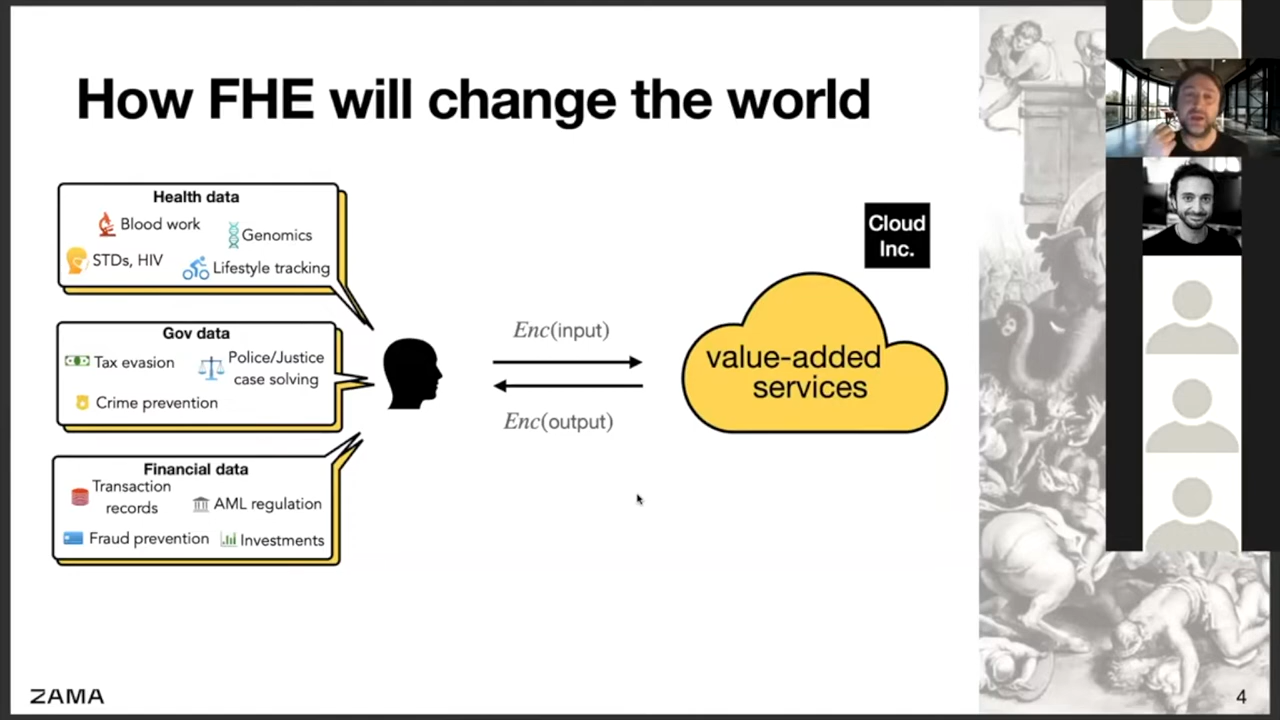 How FHE will change the world
Health data
Blood work
Genomics
STDs, HIV
Lifestyle tracking
Gov data
Tax evasion
Police/Justice
case solving
Crime prevention
Financial data
Transaction
records
AML regulation
Fraud prevention
Investments
Enc(input)
Enc(output)
Cloud
Inc.
value-added
services
ZAMA
4